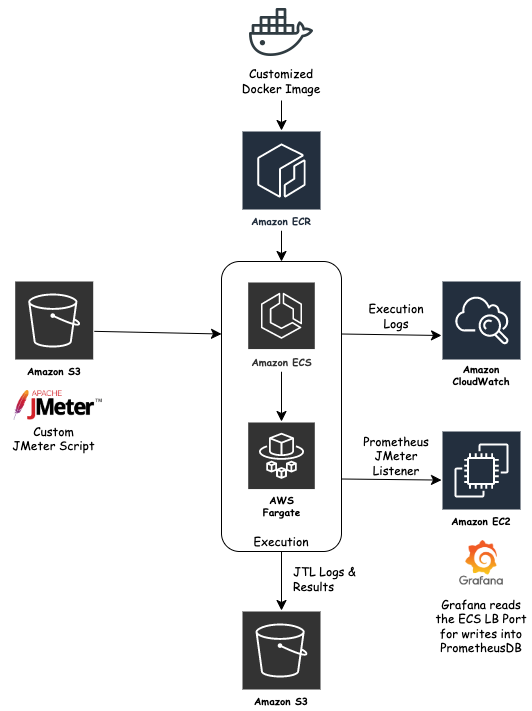 Customized
Docker Image
Amazon ECR
Amazon S3
APACHE
JMeter™
Custom
JMeter Script
Amazon ECS
AWS
Fargate
Execution
Execution
Logs
Amazon
CloudWatch
Prometheus
JMeter
Listener
Amazon EC2
Grafana
Grafana reads
the ECS LB Port
for writes into
PrometheusDB
JTL Logs &
Results
Amazon S3